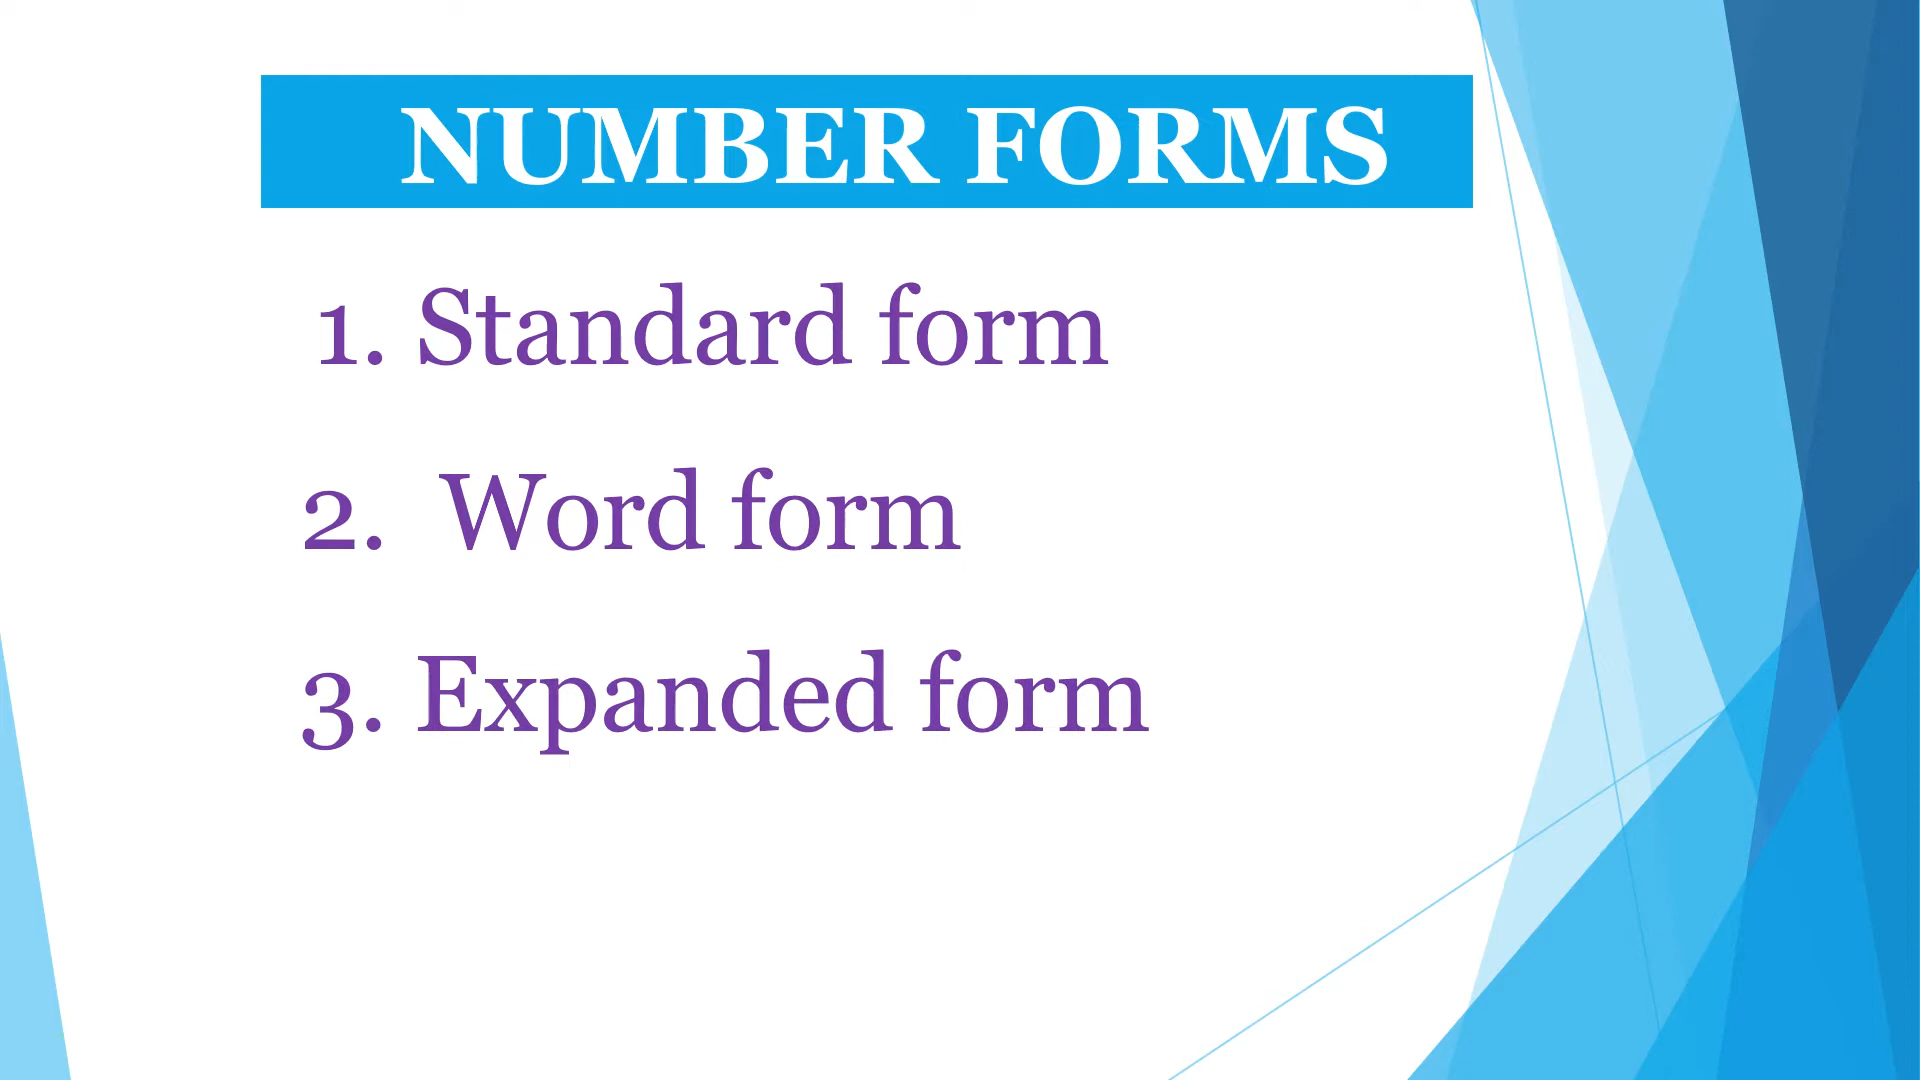 NUMBER FORMS
1. Standard form
2. Word form
3. Expanded form